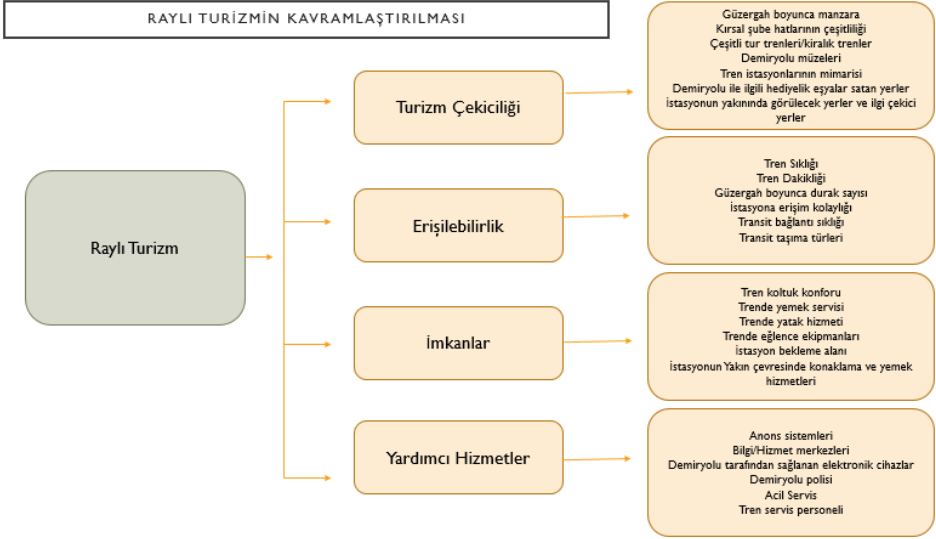 RAYLI TURİZMİN KAVRAMLAŞTIRILMASI
Raylı Turizm
Turizm Çekiciliği
Güzergah boyunca manzara
Kırsal şube hatlarının çeşitliliği
Çeşitli tur trenleri/kiralık trenler
Demiryolu müzeleri
Tren istasyonlarının mimarisi
Demiryolu ile ilgili hediyelik eşyalar satan yerler
İstasyonun yakınında görülecek yerler ve ilgi çekici
yerler
Erişilebilirlik
Tren Sıklığı
Tren Dakikliği
Güzergah boyunca durak sayısı
İstasyona erişim kolaylığı
Transit bağlantı sıklığı
Transit taşıma türleri
İmkanlar
Tren koltuk konforu
Trende yemek servisi
Trende yatak hizmeti
Trende eğlence ekipmanları
İstasyon bekleme alanı
İstasyonun Yakın çevresinde konaklama ve yemek
hizmetleri
Yardımcı Hizmetler
Anons sistemleri
Bilgi/Hizmet merkezleri
Demiryolu tarafından sağlanan elektronik cihazlar
Demiryolu polisi
Acil Servis
Tren servis personeli